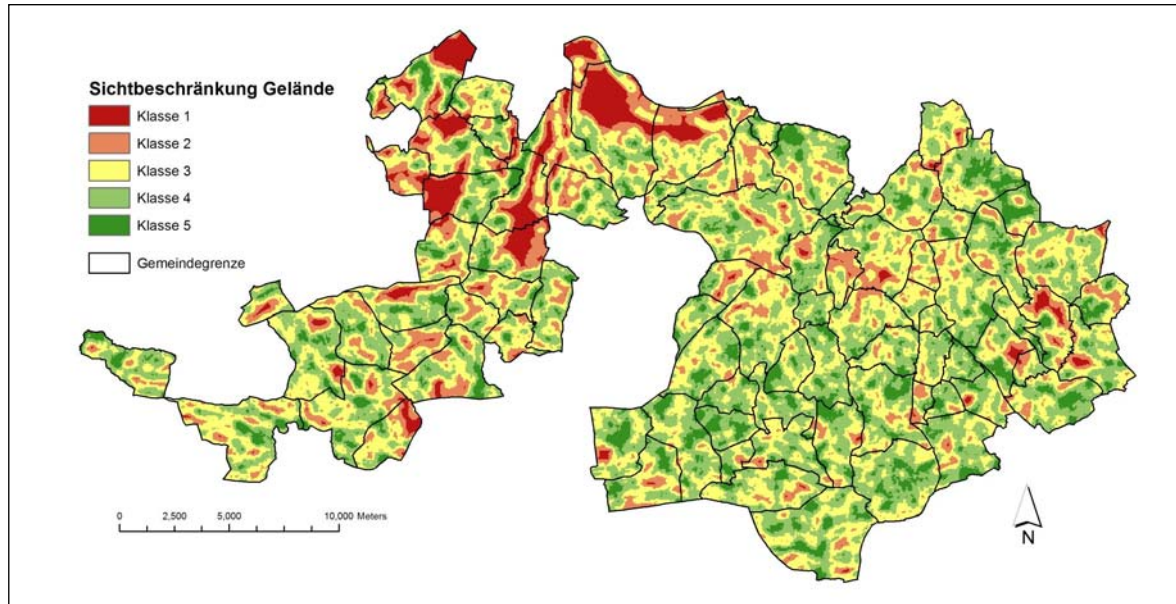 Sichtbeschränkung Gelände
Klasse 1
Klasse 2
Klasse 3
Klasse 4
Klasse 5
Gemeindegrenze
0 2,500 5,000 10,000 Meters
N